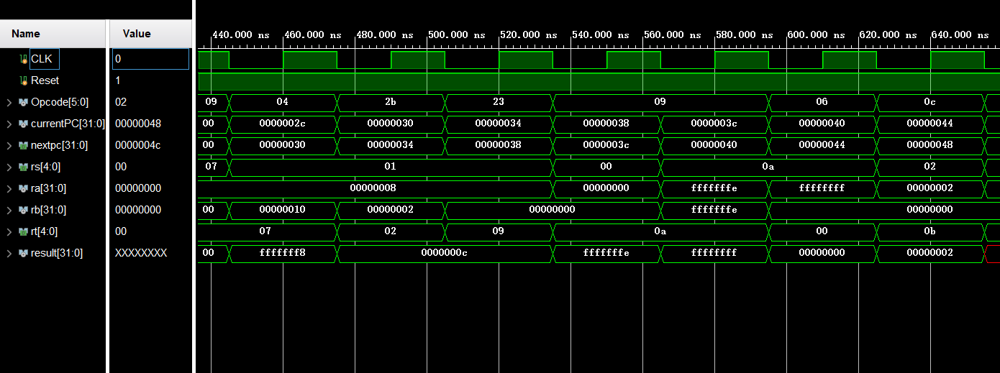 Name Value 440.000 ns 460.000 ns 480.000 ns 500.000 ns 520.000 ns 540.000 ns 560.000 ns 580.000 ns 600.000 ns 620.000 ns 640.000 ns
CLK 0
Reset 1
Opcode[5:0] 02 09 04 2b 23 09 06 0c
currentPC[31:0] 00000048 00 0000002c 00000030 00000034 00000038 0000003c 00000040 00000044
nextpc[31:0] 0000004c 00 00000030 00000034 00000038 0000003c 00000040 00000044 00000048
rs[4:0] 00 07 01 00 0a 02
ra[31:0] 00000000 00000008 00000000 fffffffe ffffffff 00000002
rb[31:0] 00000000 00 00000010 00000002 00000000 fffffffe 00000000
rt[4:0] 00 07 02 09 0a 00 0b
result[31:0] XXXXXXXX 00 fffffff8 0000000c fffffffe ffffffff 00000000 00000002